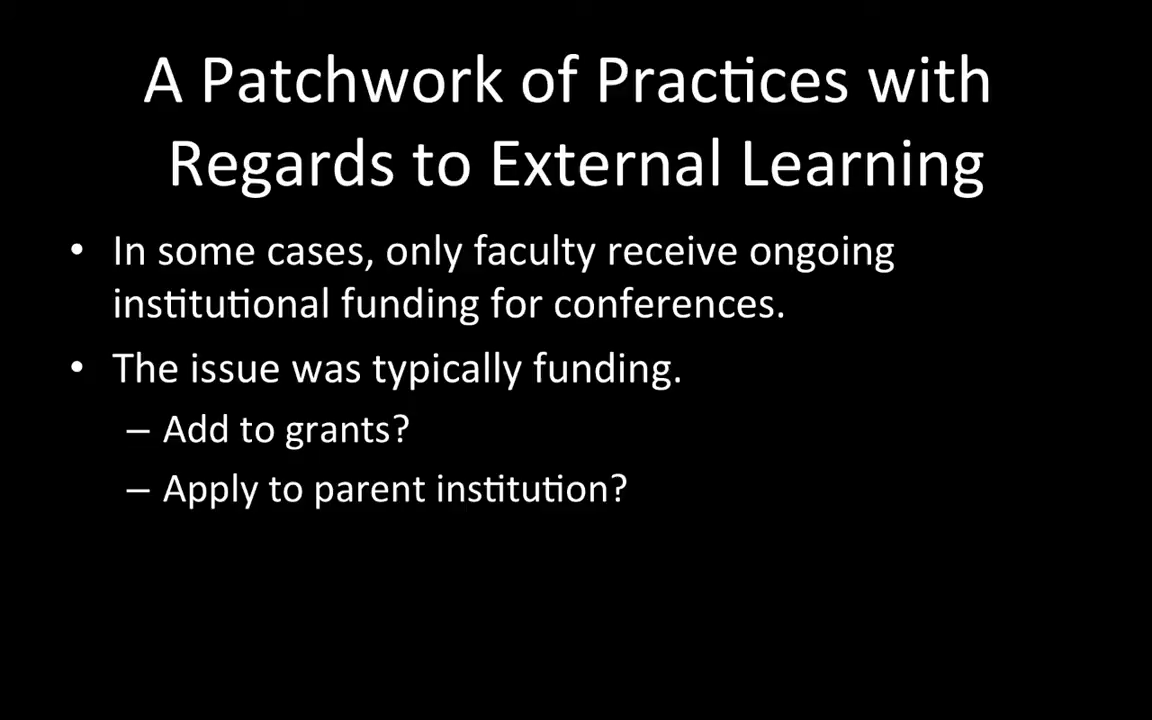 A Patchwork of Practices with
Regards to External Learning
• In some cases, only faculty receive ongoing
institutional funding for conferences.
• The issue was typically funding.
– Add to grants?
– Apply to parent institution?